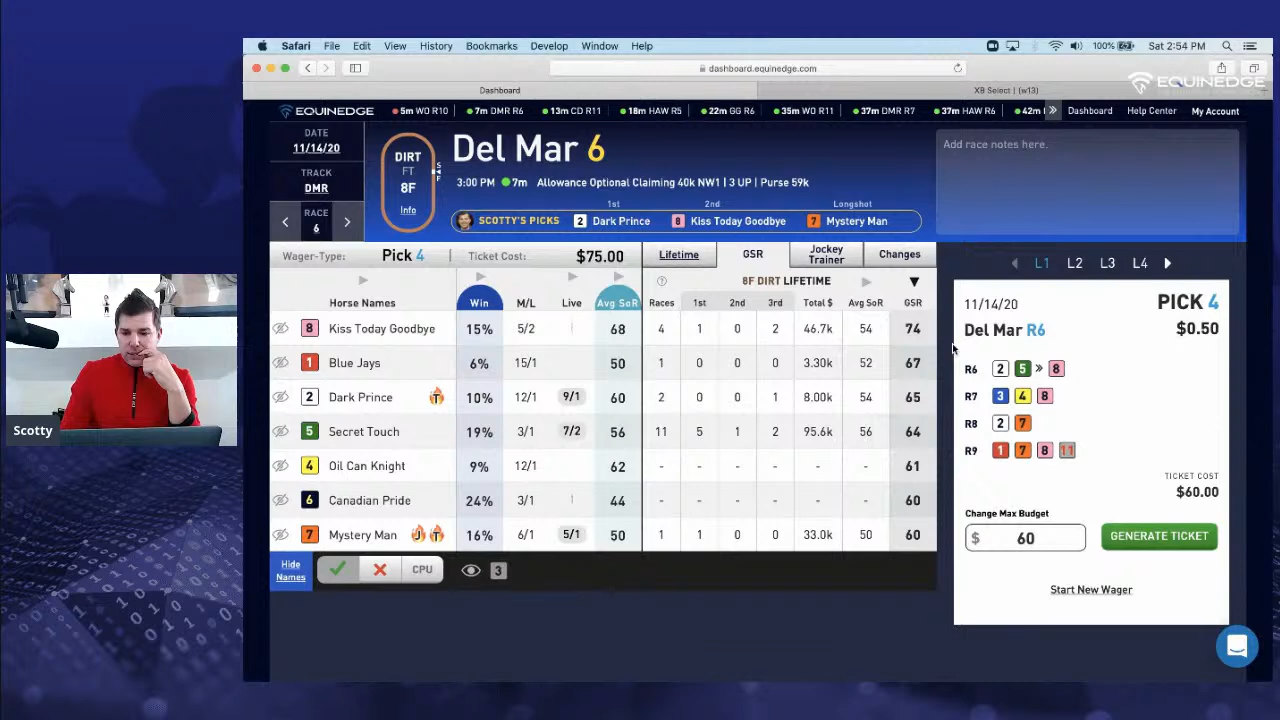 Safari File Edit View History Bookmarks Develop Window Help 100% Sat 2:54 PM
dashboard.equinedge.com
EQUINEDGE
Dashboard XB Select | (w13)
EQUINEDGE 5m WO R10 7m DMR R6 13m CD R11 18m HAW R5 22m GG R6 35m WO R11 37m DMR R7 37m HAW R6 42m » Dashboard Help Center My Account
DATE
11/14/20
TRACK
DMR
RACE
6
DIRT
FT
8F
Info
S
F
Del Mar 6
3:00 PM 7m Allowance Optional Claiming 40k NW1 | 3 UP | Purse 59k
1st 2nd Longshot
SCOTTY'S PICKS 2 Dark Prince 8 Kiss Today Goodbye 7 Mystery Man
Add race notes here.
Wager-Type: Pick 4 Ticket Cost: $75.00
Lifetime GSR Jockey Trainer Changes
8F DIRT LIFETIME
Horse Names Win M/L Live Avg SoR Races 1st 2nd 3rd Total $ Avg SoR GSR
8 Kiss Today Goodbye 15% 5/2 68 4 1 0 2 46.7k 54 74
1 Blue Jays 6% 15/1 50 1 0 0 0 3.30k 52 67
2 Dark Prince T 10% 12/1 9/1 60 2 0 0 1 8.00k 54 65
5 Secret Touch 19% 3/1 7/2 56 11 5 1 2 95.6k 56 64
4 Oil Can Knight 9% 12/1 62 - - - - - - 61
6 Canadian Pride 24% 3/1 44 - - - - - - 60
7 Mystery Man J T 16% 6/1 5/1 50 1 1 0 0 33.0k 50 60
Hide Names CPU 3
L1 L2 L3 L4
11/14/20 PICK 4
Del Mar R6 $0.50
R6 2 5 » 8
R7 3 4 8
R8 2 7
R9 1 7 8 11
TICKET COST
$60.00
Change Max Budget
$ 60 GENERATE TICKET
Start New Wager
Scotty